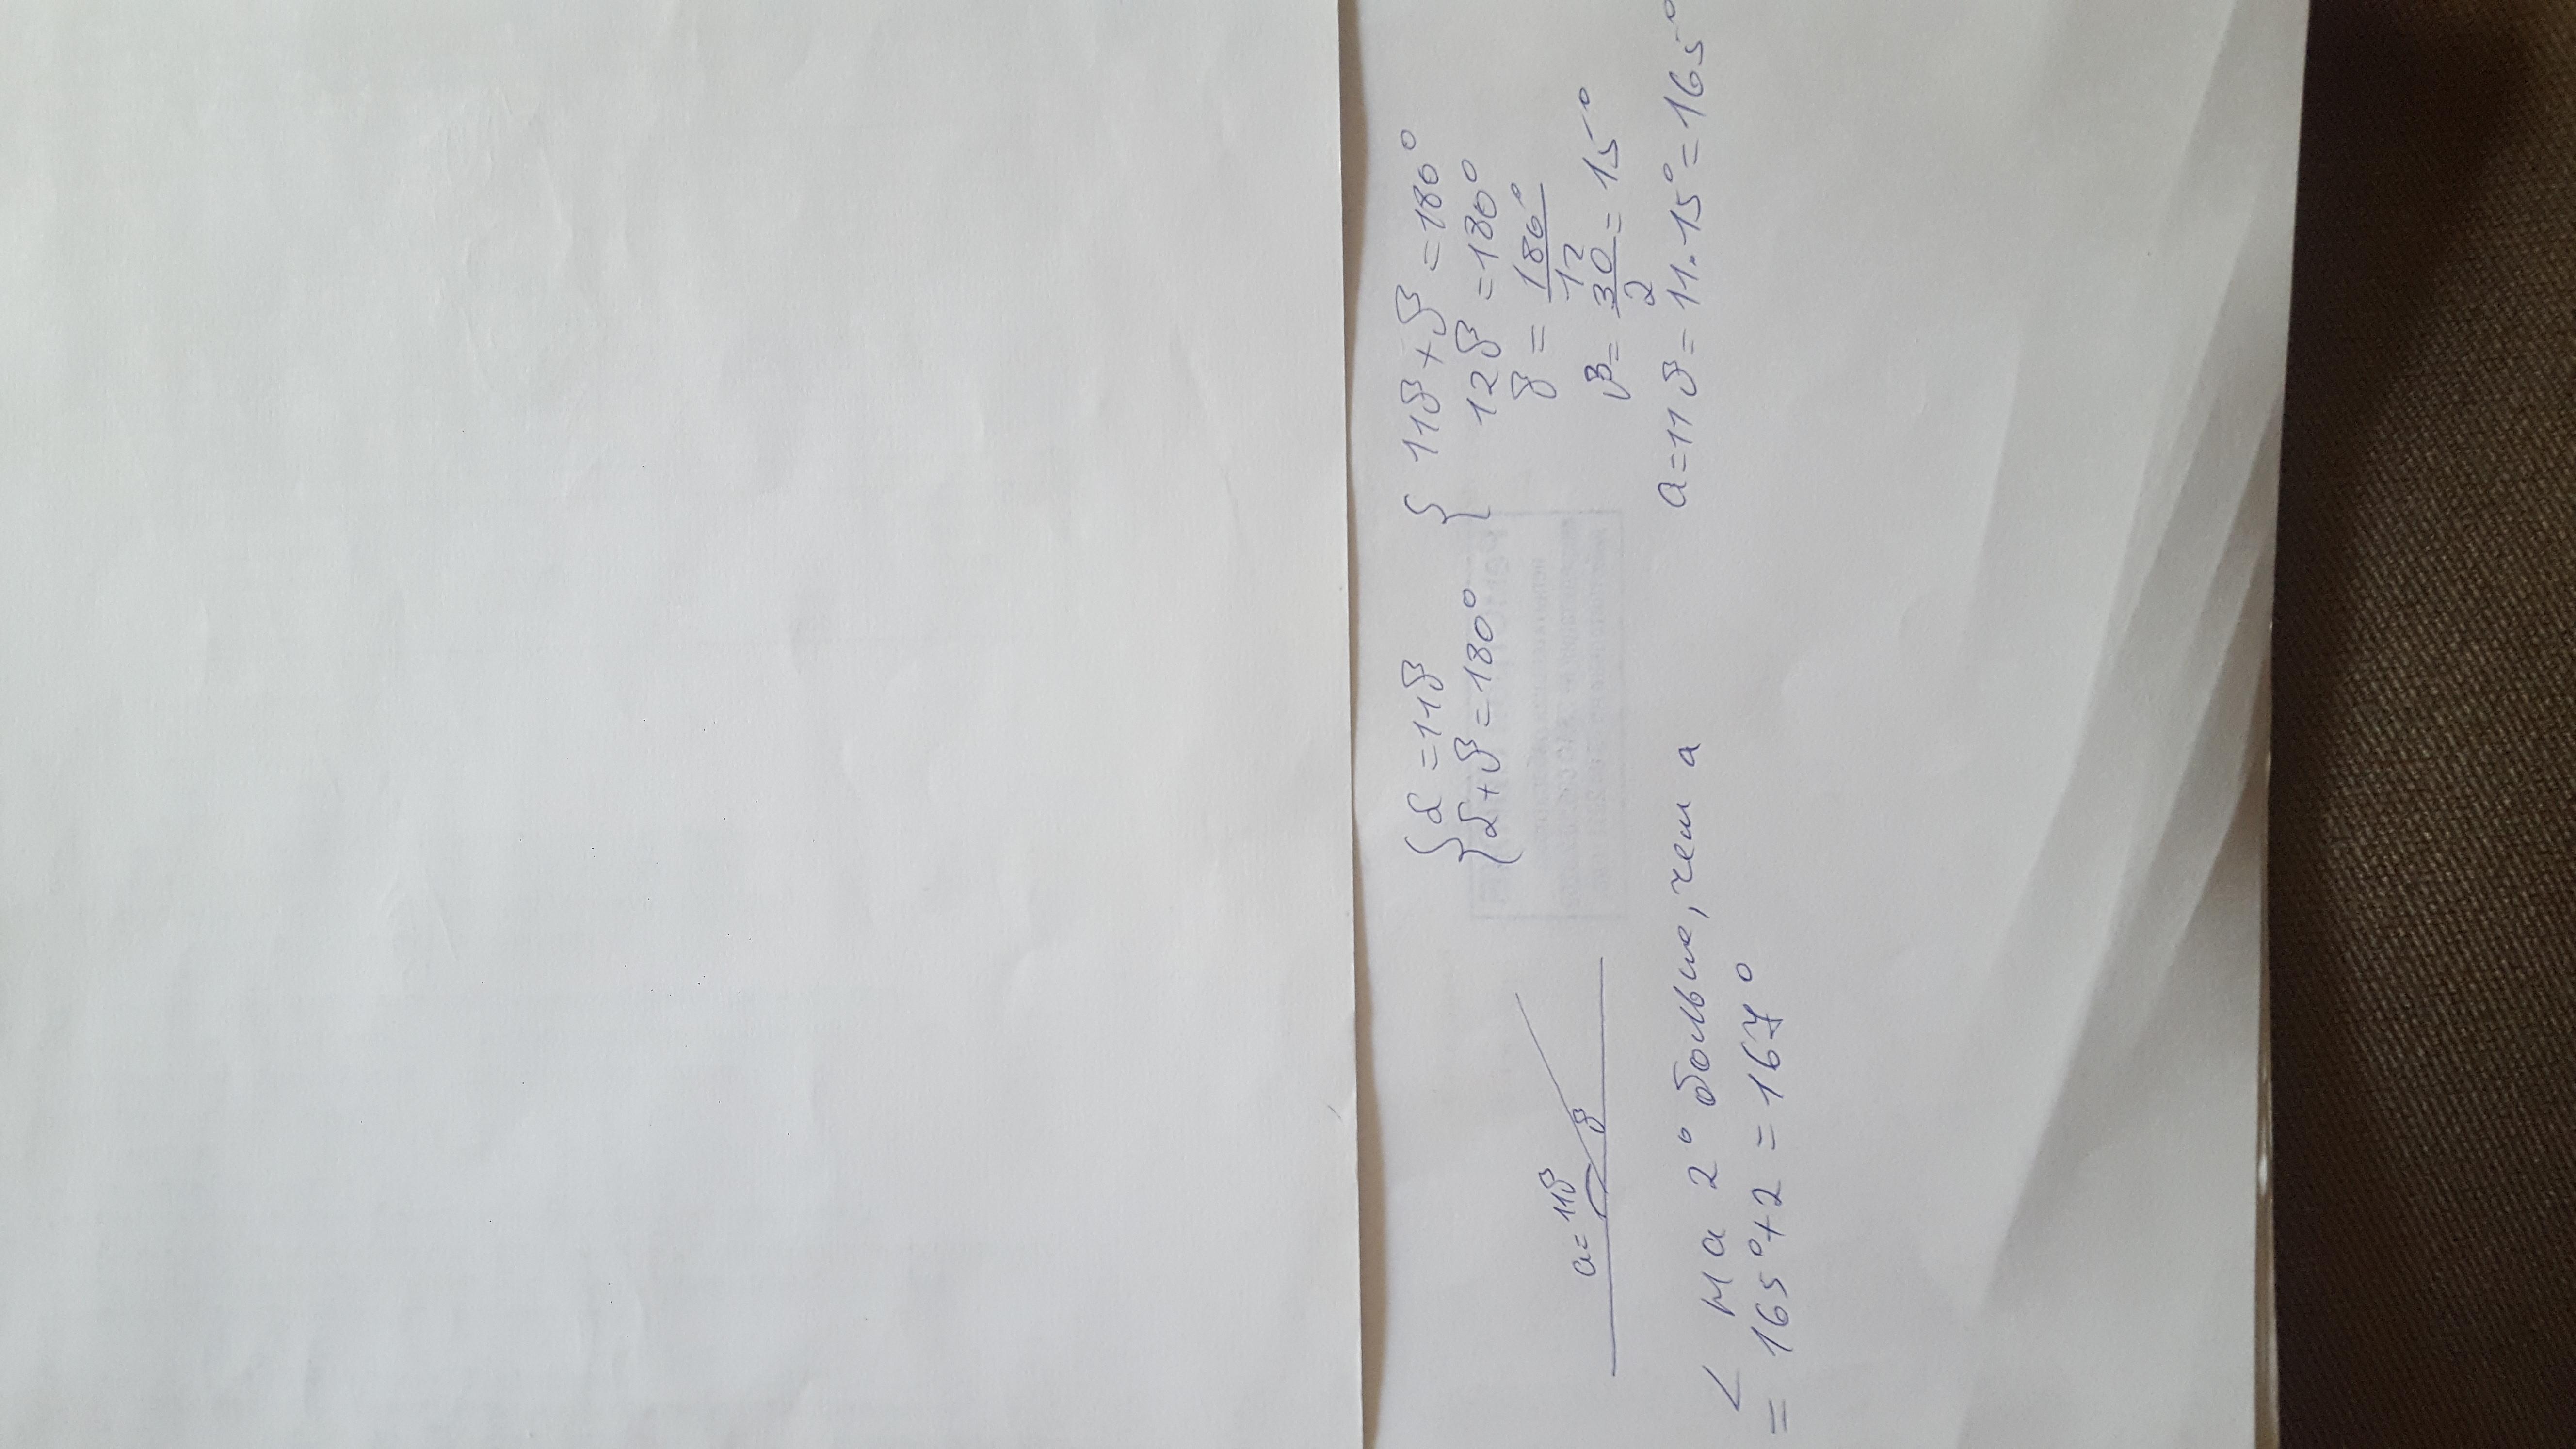 a = 11β
β
{ α = 11β
{ α + β = 180°
{ 11β + β = 180°
12β = 180°
β = 180° / 12
β = 30 / 2 = 15°
a = 11β = 11 · 15° = 165°
∠ на 2° больше, чем a
= 165° + 2 = 167°